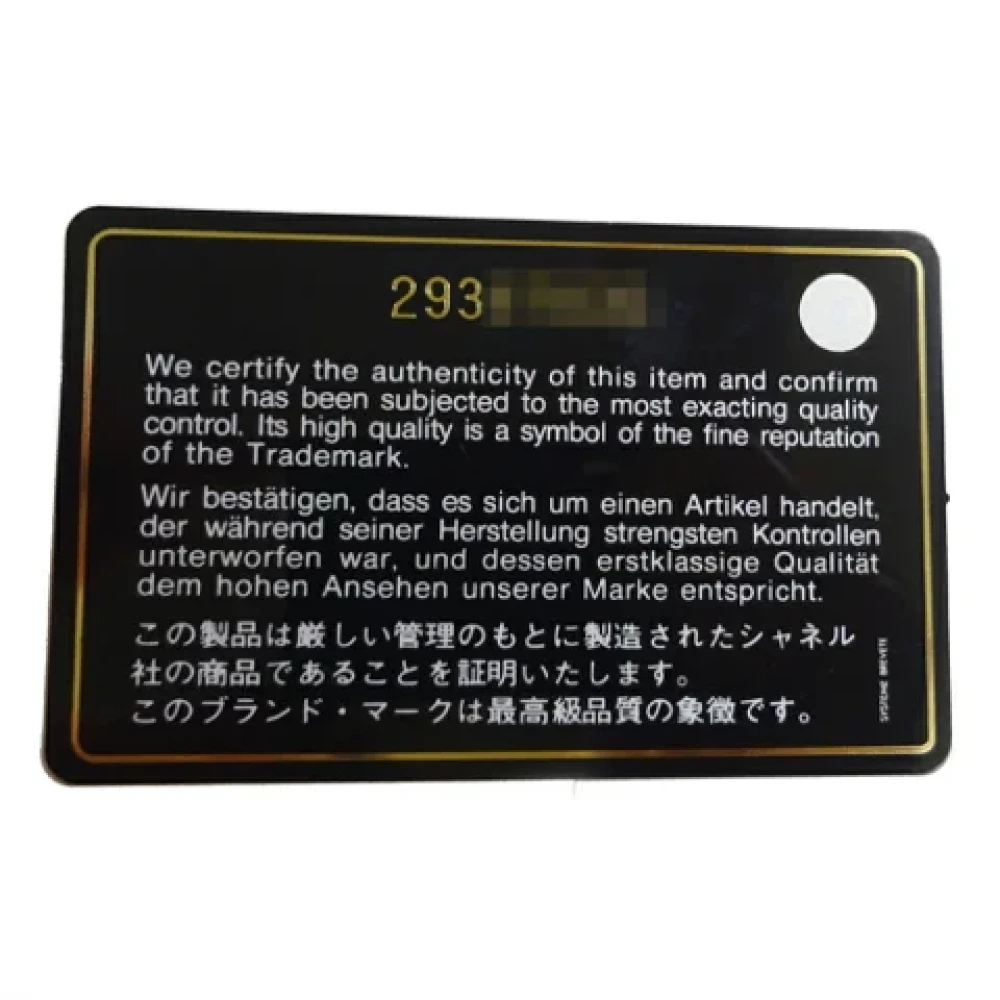 293
We certify the authenticity of this item and confirm
that it has been subjected to the most exacting quality
control. Its high quality is a symbol of the fine reputation
of the Trademark.
Wir bestätigen, dass es sich um einen Artikel handelt,
der während seiner Herstellung strengsten Kontrollen
unterworfen war, und dessen erstklassige Qualität
dem hohen Ansehen unserer Marke entspricht.
この製品は厳しい管理のもとに製造されたシャネル
社の商品であることを証明いたします。
このブランド・マークは最高級品質の象徴です。
SYSTEME BREVETE